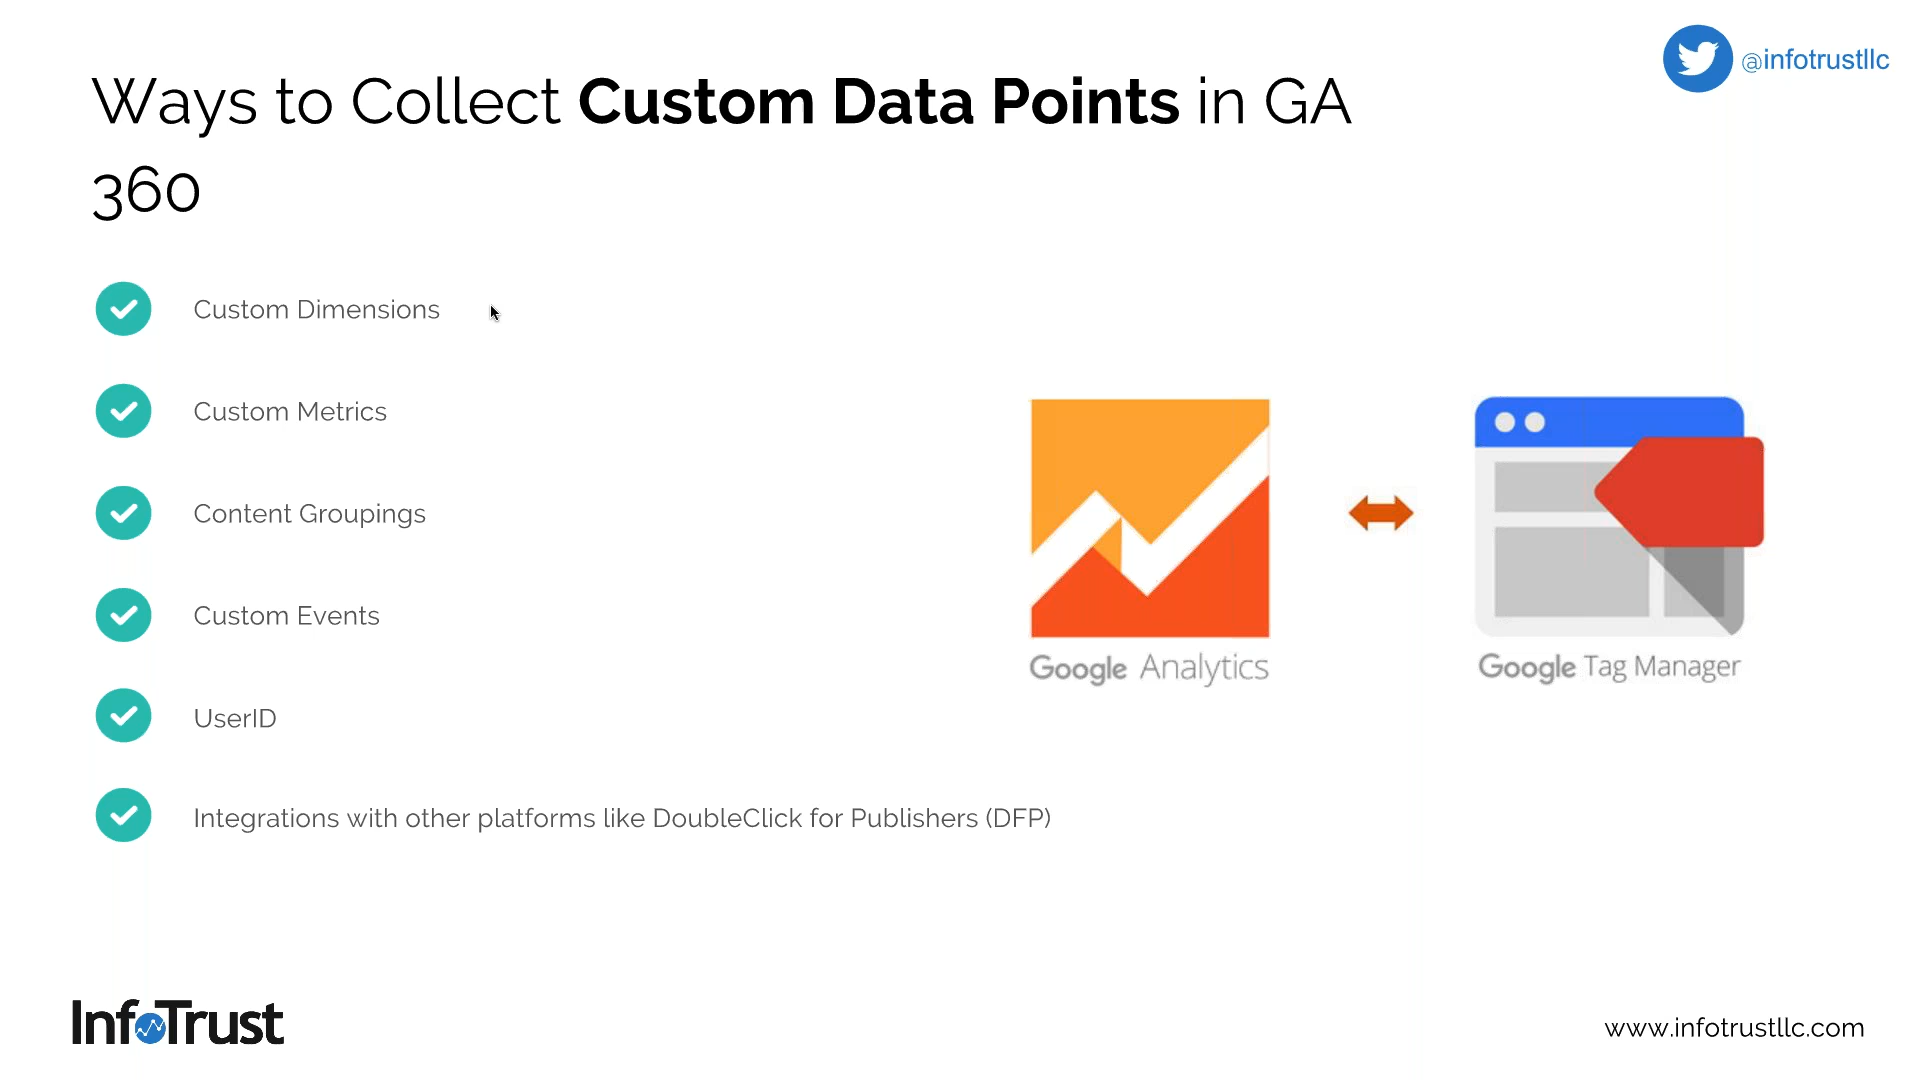 @infotrustllc
Ways to Collect Custom Data Points in GA
360
Custom Dimensions
Custom Metrics
Content Groupings
Custom Events
UserID
Integrations with other platforms like DoubleClick for Publishers (DFP)
Google Analytics
Google Tag Manager
InfoTrust
www.infotrustllc.com